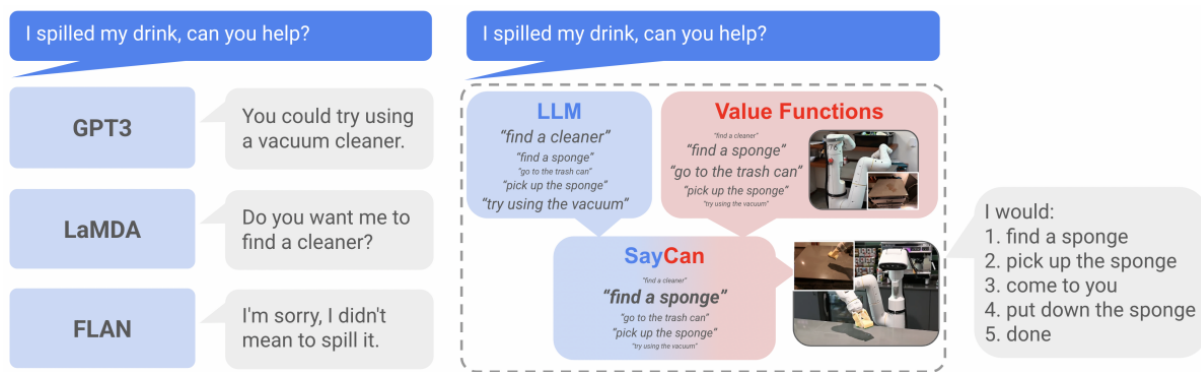 I spilled my drink, can you help?
GPT3
You could try using
a vacuum cleaner.
LaMDA
Do you want me to
find a cleaner?
FLAN
I'm sorry, I didn't
mean to spill it.
I spilled my drink, can you help?
LLM
“find a cleaner”
“find a sponge”
“go to the trash can”
“pick up the sponge”
“try using the vacuum”
Value Functions
“find a cleaner”
“find a sponge”
“go to the trash can”
“pick up the sponge”
“try using the vacuum”
SayCan
“find a cleaner”
“find a sponge”
“go to the trash can”
“pick up the sponge”
“try using the vacuum”
I would:
1. find a sponge
2. pick up the sponge
3. come to you
4. put down the sponge
5. done